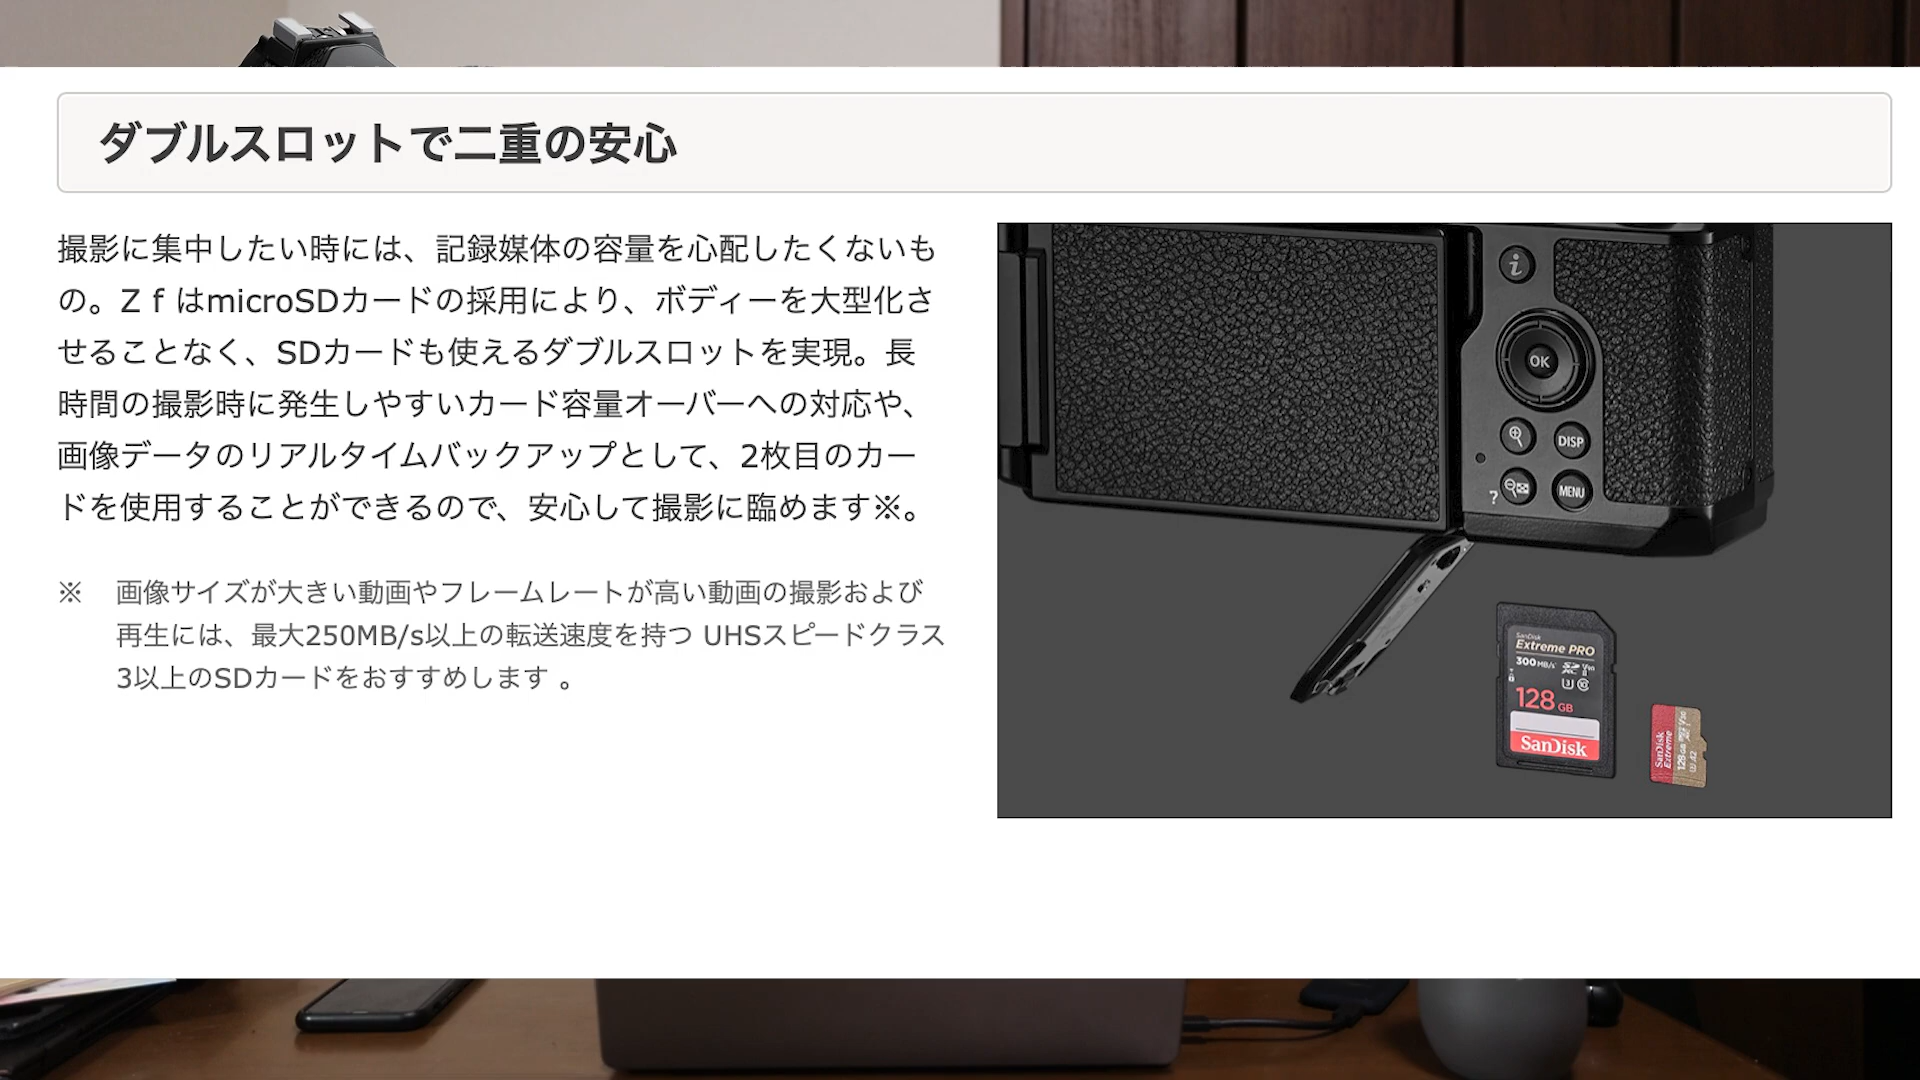 ダブルスロットで二重の安心
撮影に集中したい時には、記録媒体の容量を心配したくないも
の。Z f はmicroSDカードの採用により、ボディーを大型化さ
せることなく、SDカードも使えるダブルスロットを実現。長
時間の撮影時に発生しやすいカード容量オーバーへの対応や、
画像データのリアルタイムバックアップとして、2枚目のカー
ドを使用することができるので、安心して撮影に臨めます※。
※ 画像サイズが大きい動画やフレームレートが高い動画の撮影および
再生には、最大250MB/s以上の転送速度を持つ UHSスピードクラス
3以上のSDカードをおすすめします 。
i
OK
DISP
?
MENU
SanDisk
Extreme PRO
300 MB/s
128 GB
SanDisk
SanDisk
Extreme
128 GB